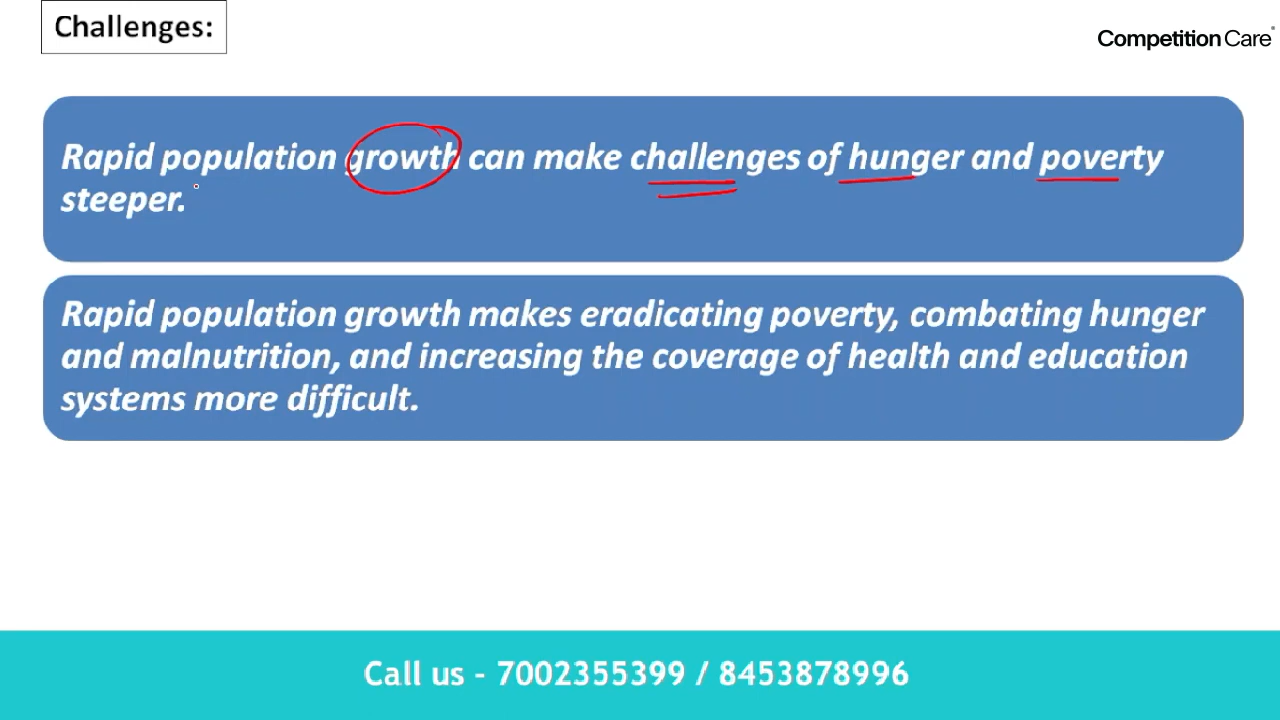 Challenges:
Competition Care
Rapid population growth can make challenges of hunger and poverty
steeper.
Rapid population growth makes eradicating poverty, combating hunger
and malnutrition, and increasing the coverage of health and education
systems more difficult.
Call us - 7002355399 / 8453878996